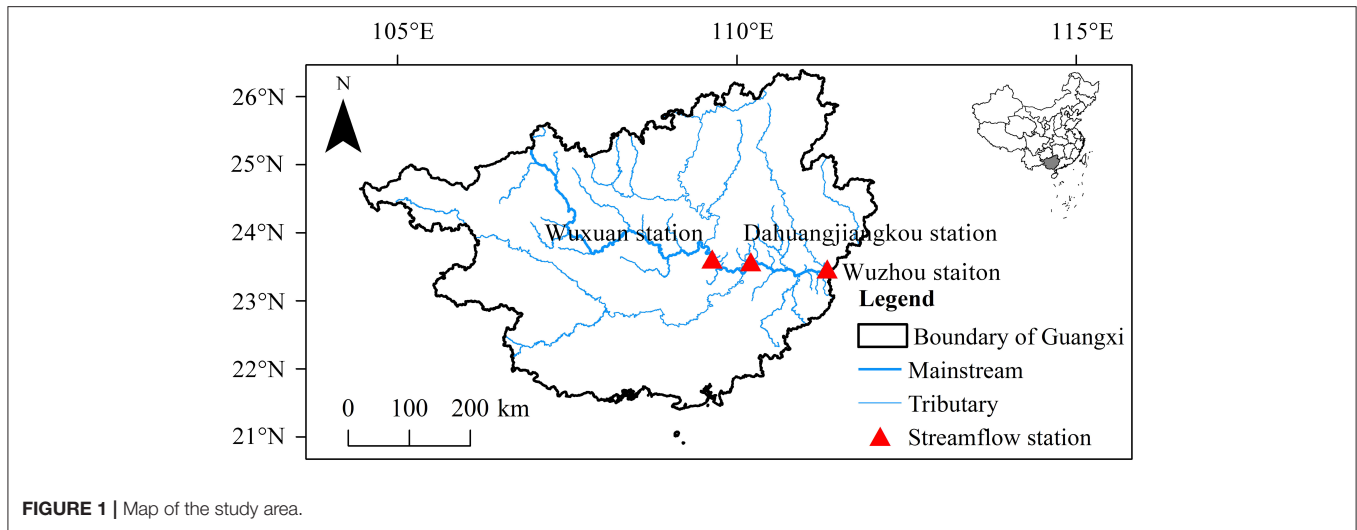 105°E 110°E 115°E
N
26°N
25°N
24°N
23°N
22°N
21°N
Wuxuan station Dahuangjiangkou station
Wuzhou staiton
Legend
Boundary of Guangxi
Mainstream
Tributary
Streamflow station
0 100 200 km
FIGURE 1 | Map of the study area.